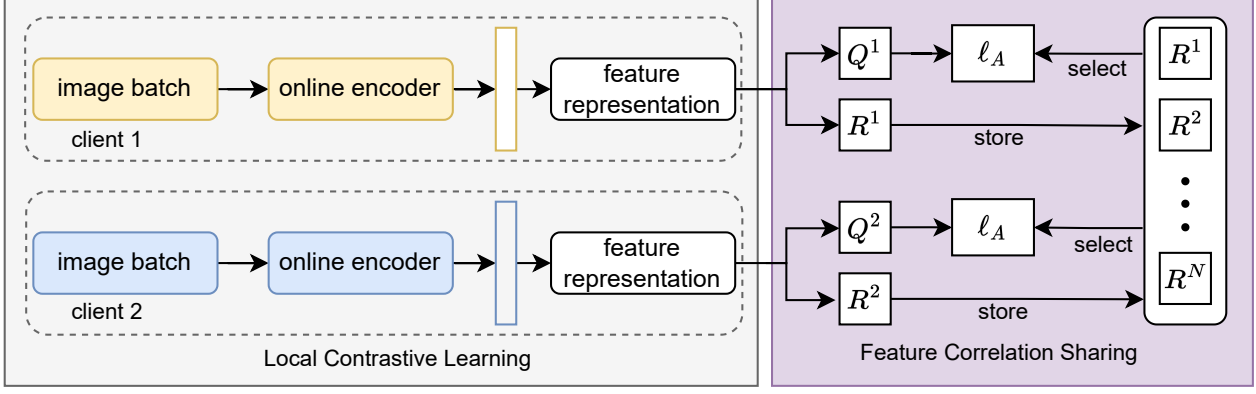 image batch
online encoder
feature
representation
client 1
Q^1
ℓ_A
select
R^1
R^1
store
R^2
image batch
online encoder
feature
representation
client 2
Q^2
ℓ_A
select
R^2
store
R^N
Local Contrastive Learning
Feature Correlation Sharing